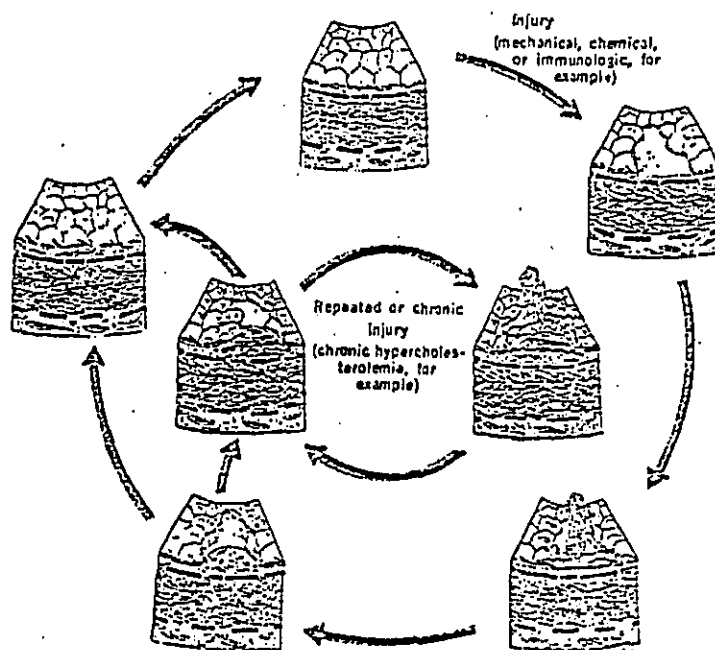 Injury
(mechanical, chemical,
or immunologic, for
example)
Repeated or chronic
Injury
(chronic hypercholes-
terolemia, for
example)